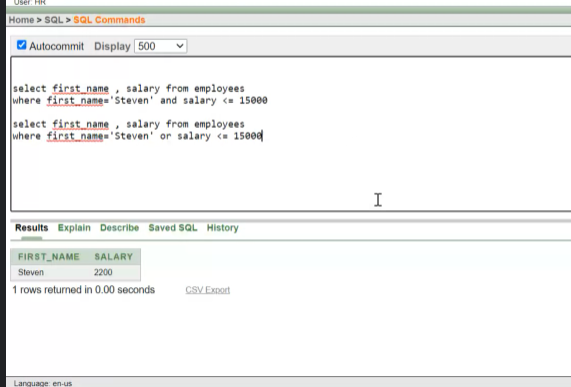 User: HR
Home > SQL > SQL Commands
Autocommit Display 500
select first_name , salary from employees
where first_name='Steven' and salary <= 15000
select first_name , salary from employees
where first_name='Steven' or salary <= 15000
Results Explain Describe Saved SQL History
FIRST_NAME SALARY
Steven 2200
1 rows returned in 0.00 seconds CSV Export
Language: en-us